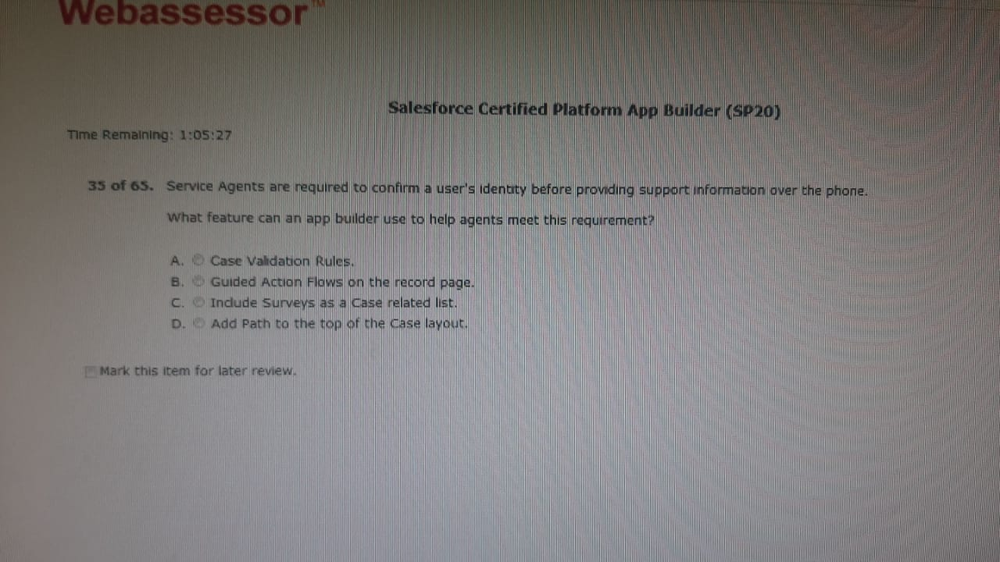 Webassessor™
Salesforce Certified Platform App Builder (SP20)
Time Remaining: 1:05:27
35 of 65. Service Agents are required to confirm a user's identity before providing support information over the phone.
What feature can an app builder use to help agents meet this requirement?
A. Case Validation Rules.
B. Guided Action Flows on the record page.
C. Include Surveys as a Case related list.
D. Add Path to the top of the Case layout.
Mark this item for later review.